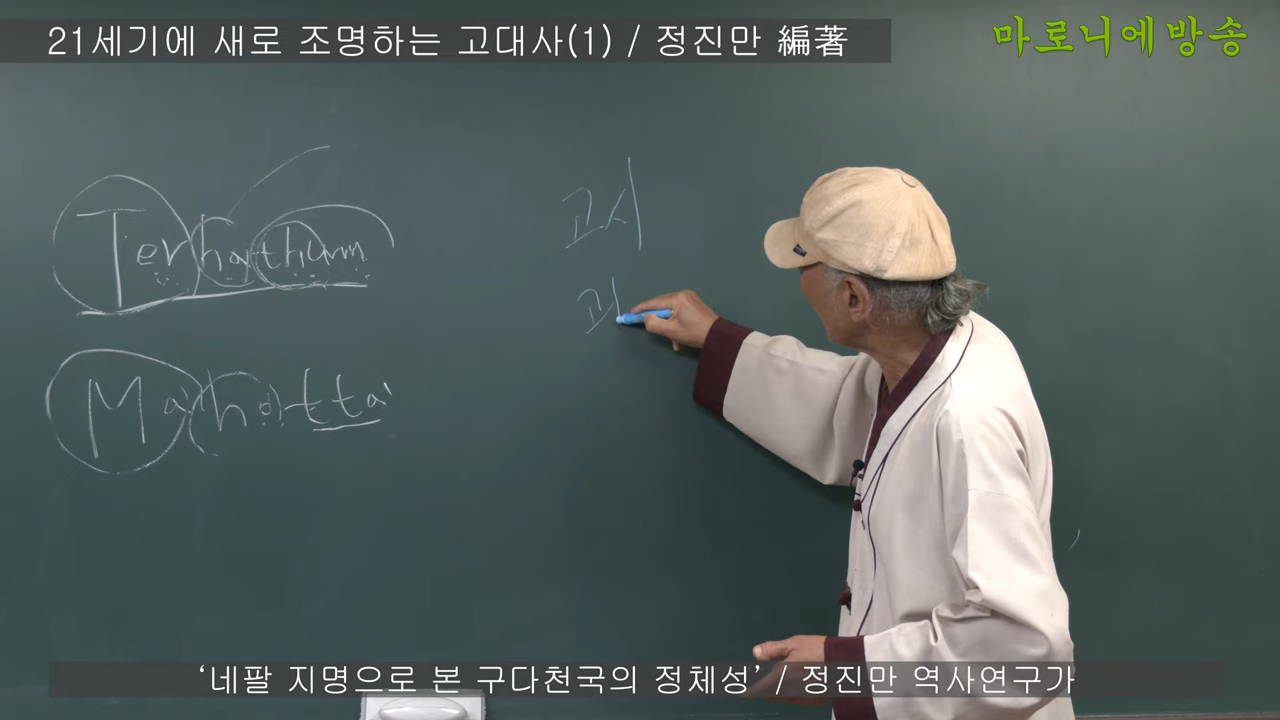 21세기에 새로 조명하는 고대사(1) / 정진만 編著
마로니에방송
Terhathum
고시
Mahotta
‘네팔 지명으로 본 구다천국의 정체성’ / 정진만 역사연구가